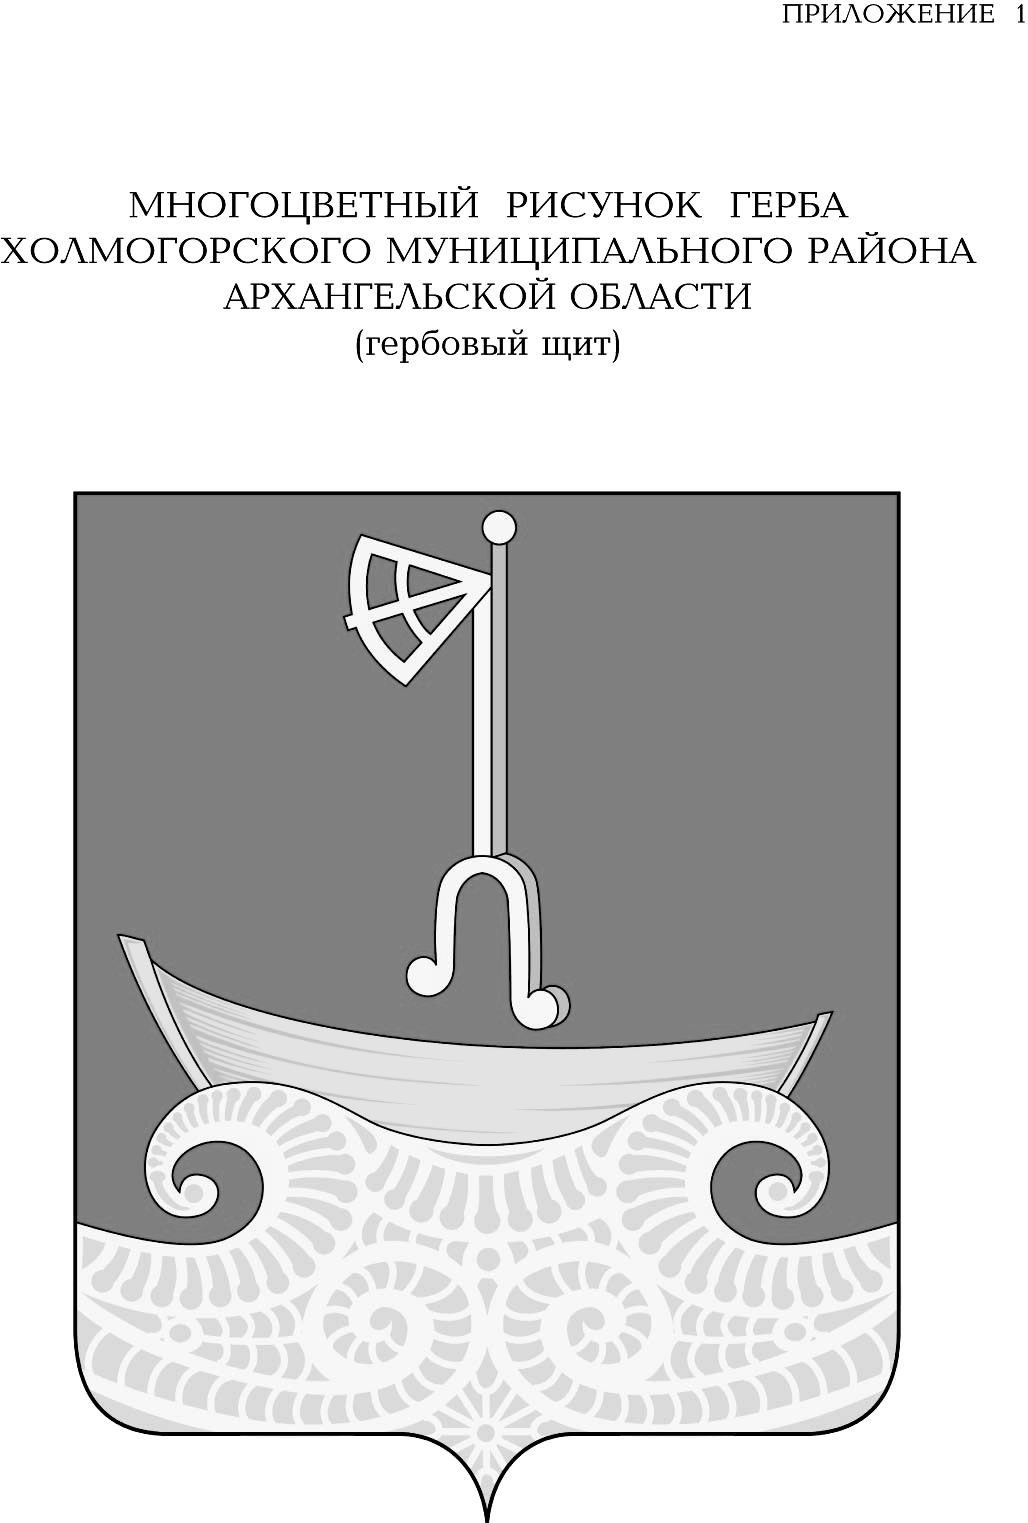 ПРИЛОЖЕНИЕ 1
МНОГОЦВЕТНЫЙ РИСУНОК ГЕРБА
ХОЛМОГОРСКОГО МУНИЦИПАЛЬНОГО РАЙОНА
АРХАНГЕЛЬСКОЙ ОБЛАСТИ
(гербовый щит)